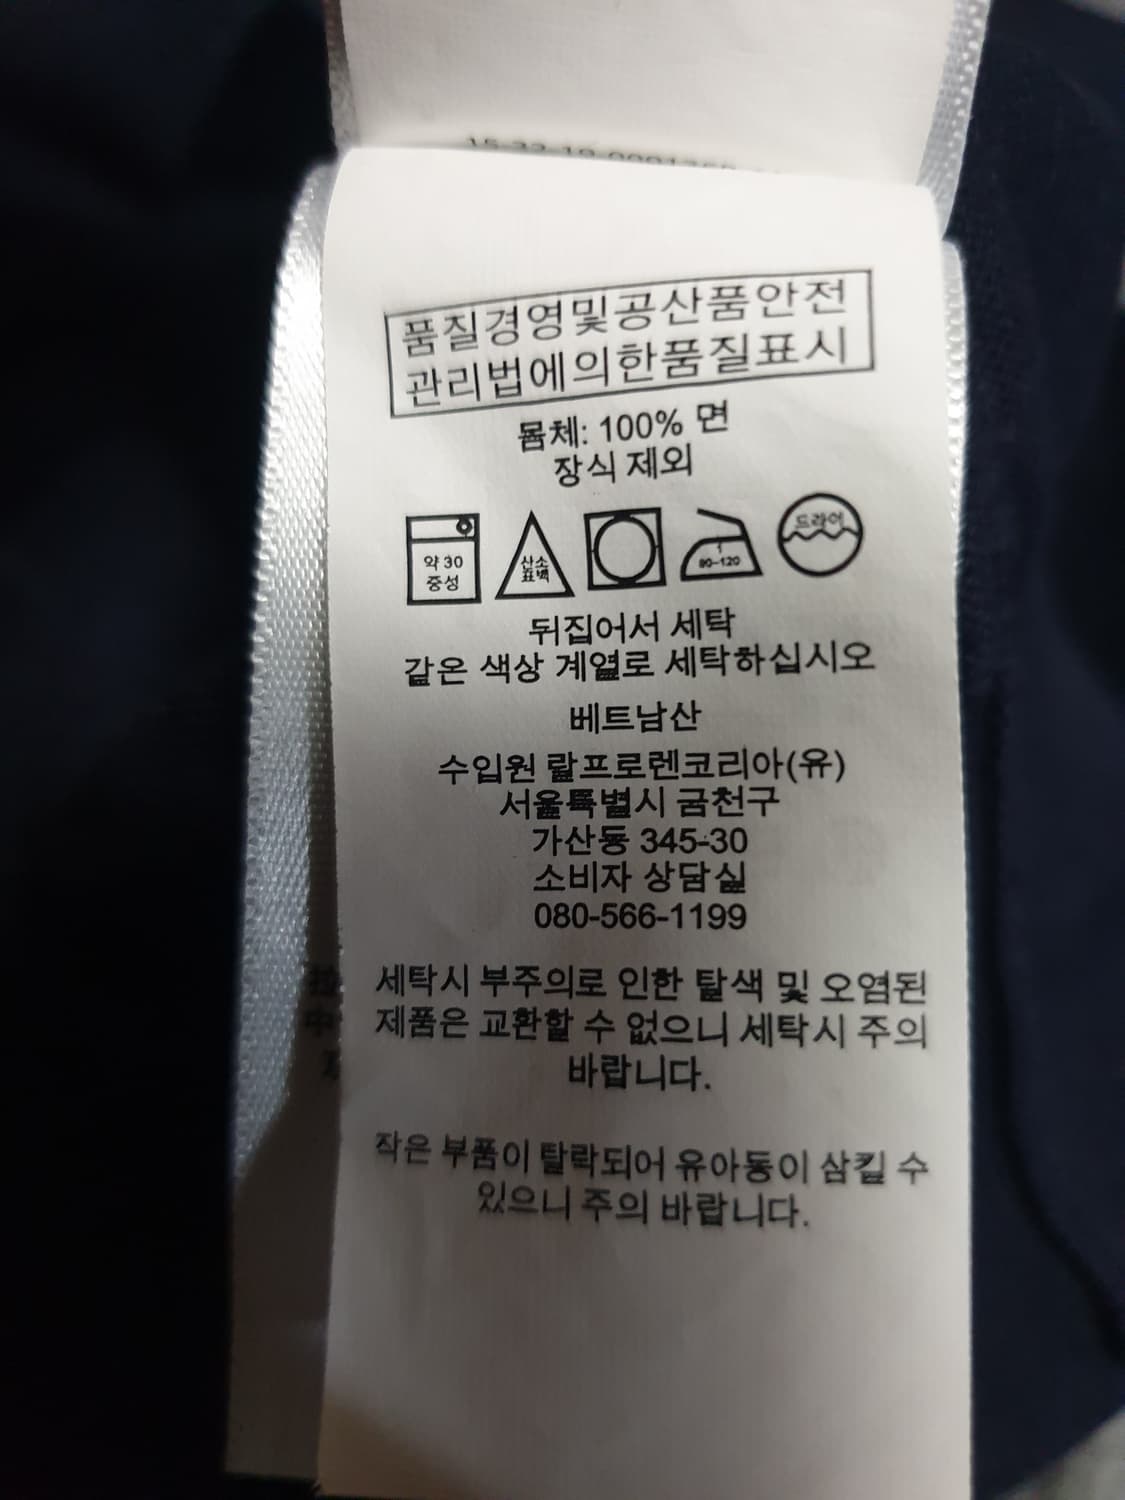 품질경영및공산품안전
관리법에의한품질표시
몸체: 100% 면
장식 제외
약 30
중성
산소
표백
80-120
드라이
뒤집어서 세탁
같은 색상 계열로 세탁하십시오
베트남산
수입원 랄프로렌코리아(유)
서울특별시 금천구
가산동 345-30
소비자 상담실
080-566-1199
세탁시 부주의로 인한 탈색 및 오염된
제품은 교환할 수 없으니 세탁시 주의
바랍니다.
작은 부품이 탈락되어 유아동이 삼킬 수
있으니 주의 바랍니다.